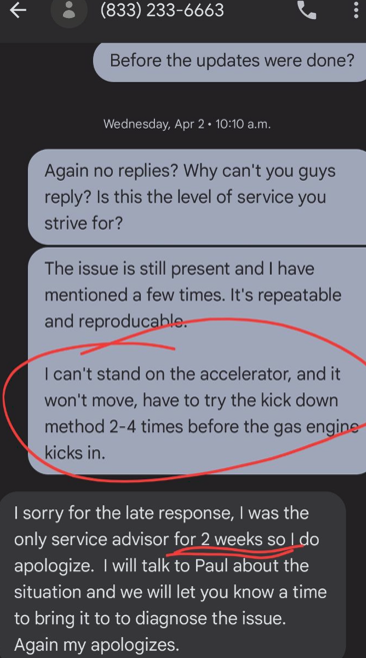 (833) 233-6663
Before the updates were done?
Wednesday, Apr 2 • 10:10 a.m.
Again no replies? Why can't you guys
reply? Is this the level of service you
strive for?
The issue is still present and I have
mentioned a few times. It's repeatable
and reproducable.
I can't stand on the accelerator, and it
won't move, have to try the kick down
method 2-4 times before the gas engine
kicks in.
I sorry for the late response, I was the
only service advisor for 2 weeks so I do
apologize. I will talk to Paul about the
situation and we will let you know a time
to bring it to to diagnose the issue.
Again my apologizes.